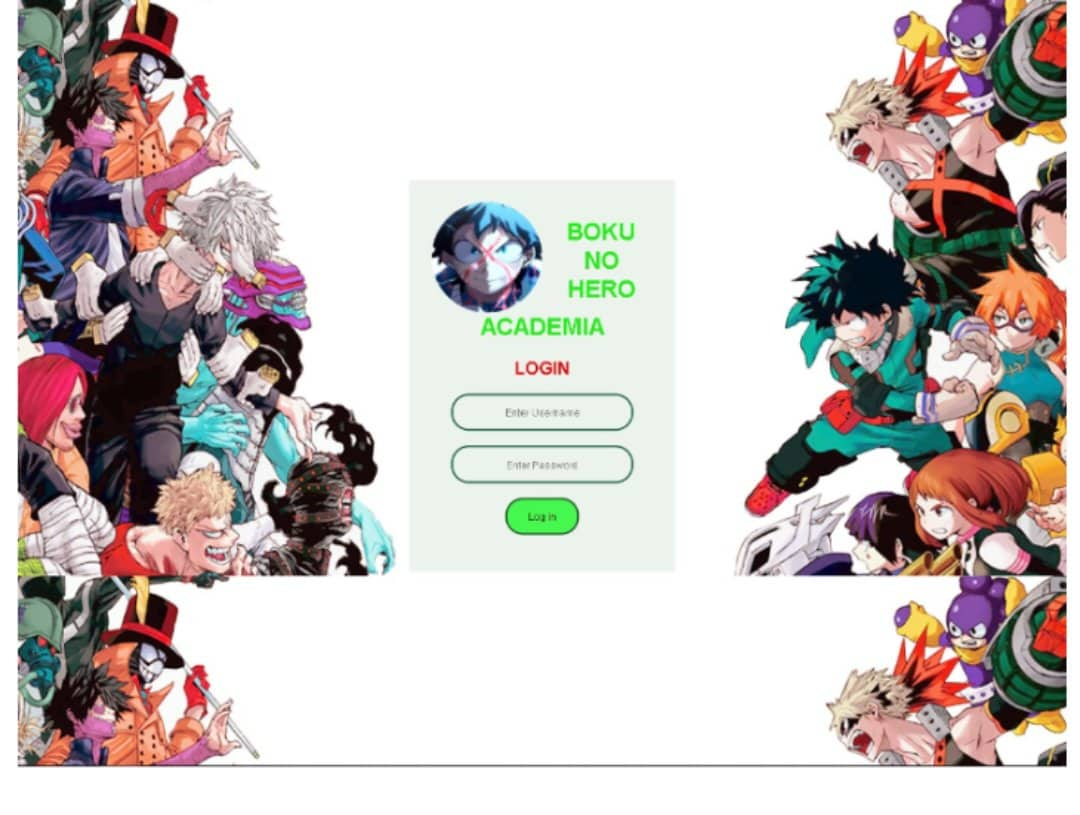 BOKU
NO
HERO
ACADEMIA
LOGIN
Enter Username
Enter Password
Log in